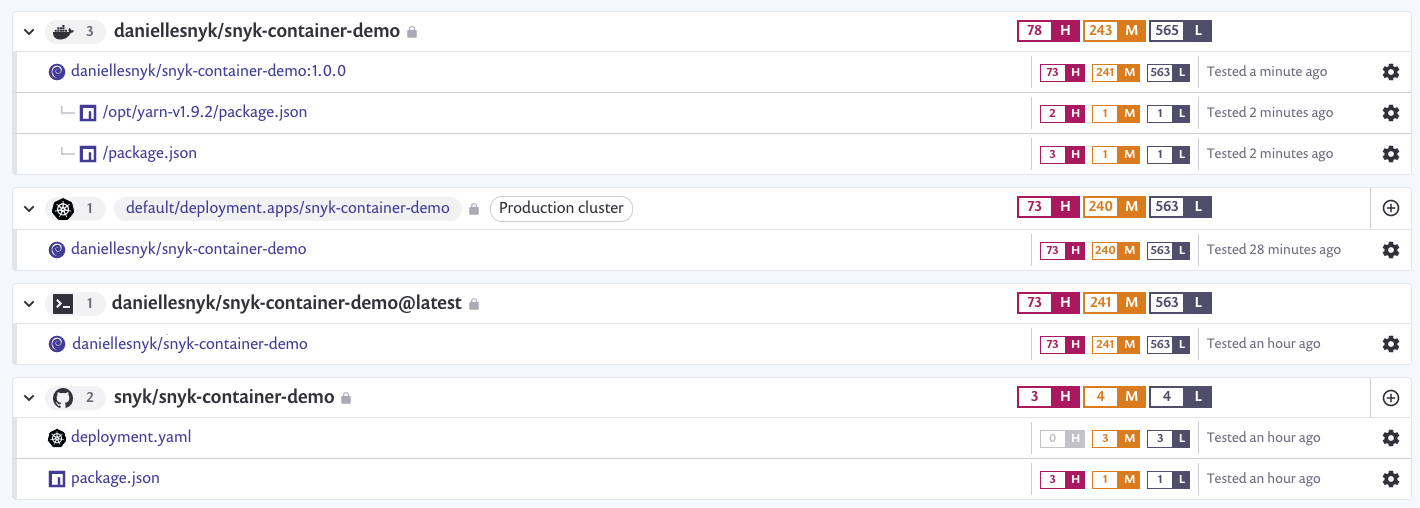 3 daniellesnyk/snyk-container-demo 78 H 243 M 565 L
daniellesnyk/snyk-container-demo:1.0.0 73 H 241 M 563 L Tested a minute ago
/opt/yarn-v1.9.2/package.json 2 H 1 M 1 L Tested 2 minutes ago
/package.json 3 H 1 M 1 L Tested 2 minutes ago
1 default/deployment.apps/snyk-container-demo Production cluster 73 H 240 M 563 L
daniellesnyk/snyk-container-demo 73 H 240 M 563 L Tested 28 minutes ago
1 daniellesnyk/snyk-container-demo@latest 73 H 241 M 563 L
daniellesnyk/snyk-container-demo 73 H 241 M 563 L Tested an hour ago
2 snyk/snyk-container-demo 3 H 4 M 4 L
deployment.yaml 0 H 3 M 3 L Tested an hour ago
package.json 3 H 1 M 1 L Tested an hour ago